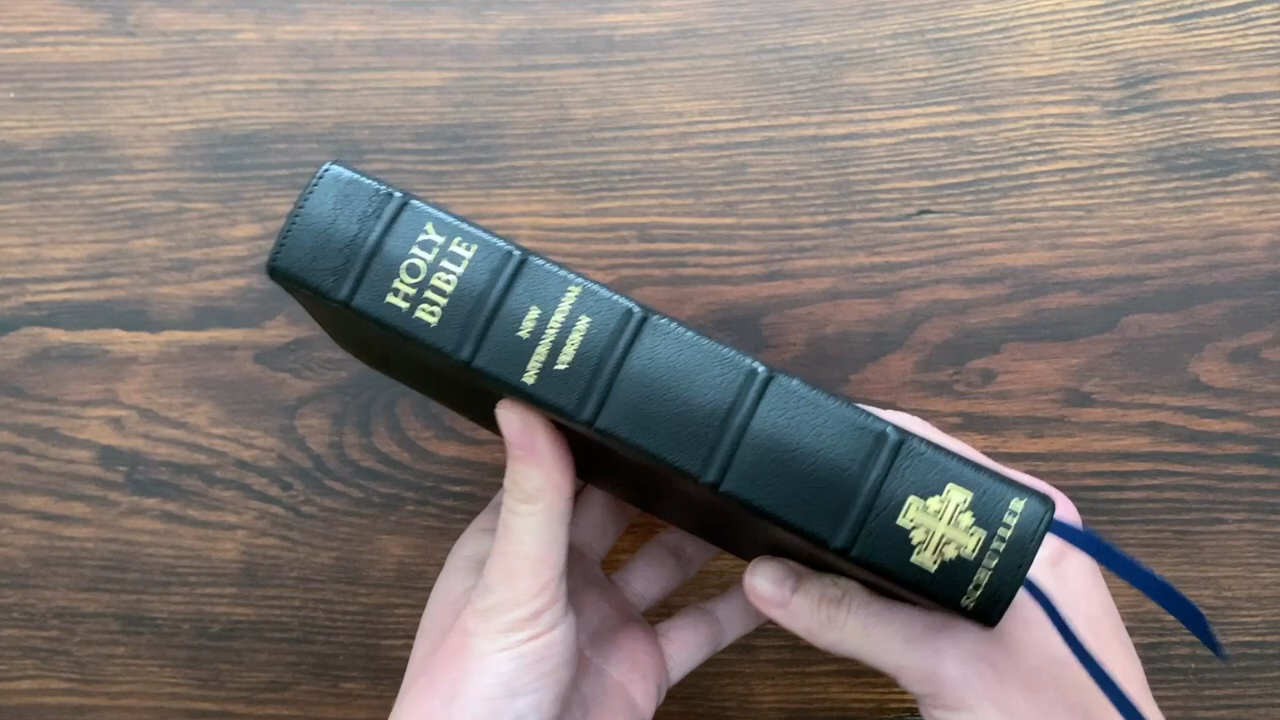 HOLY
BIBLE
NEW
INTERNATIONAL
VERSION
SCHUYLER